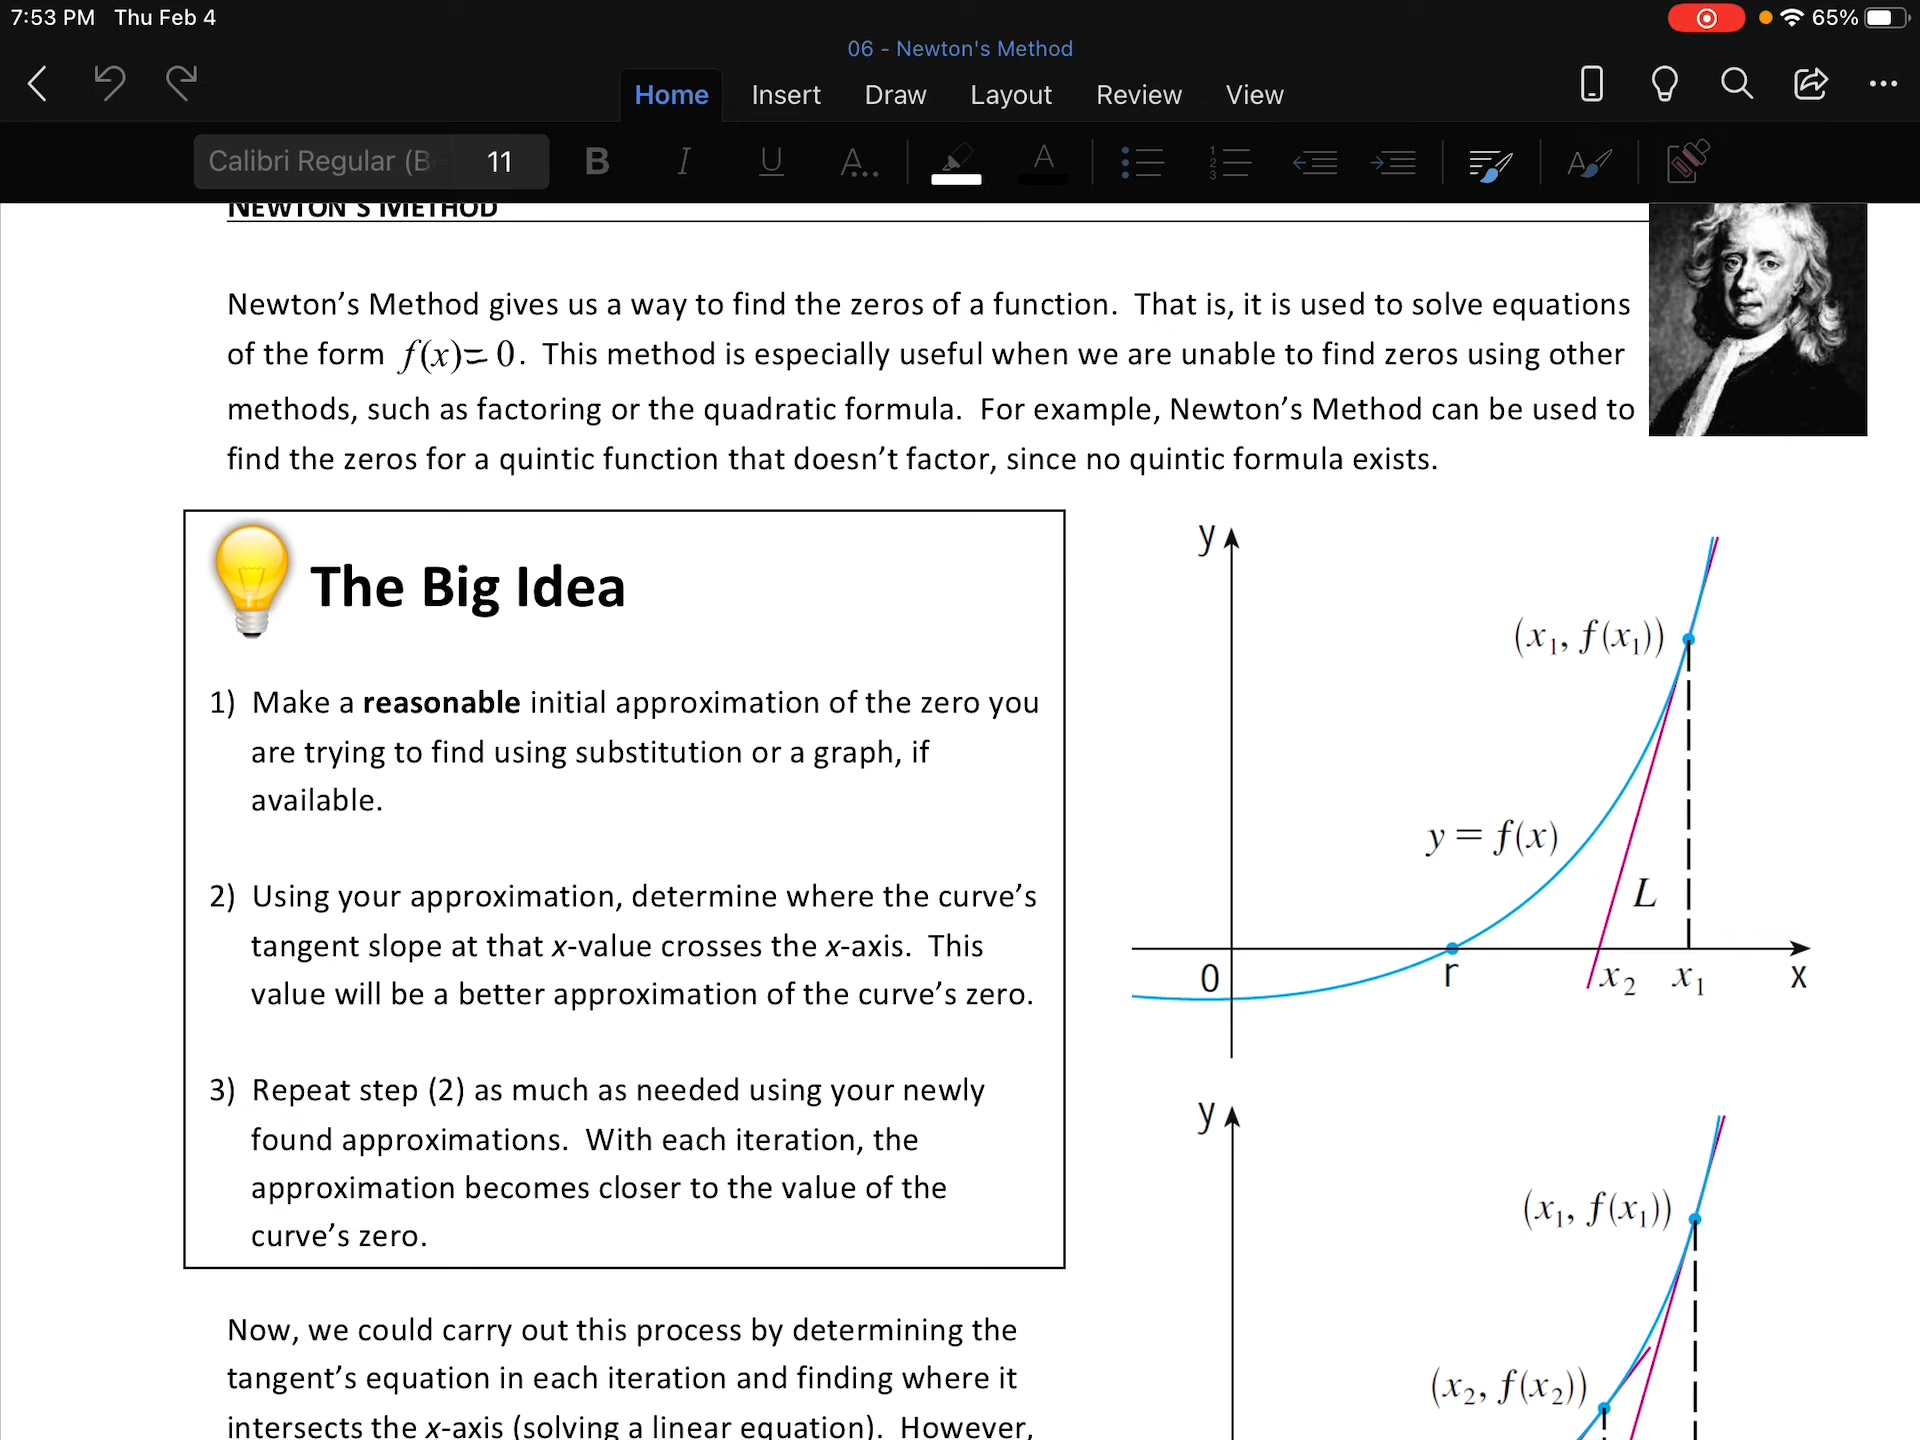 7:53 PM Thu Feb 4
65%
06 - Newton's Method
Home Insert Draw Layout Review View
Calibri Regular (B 11 B I U A... A
NEWTON'S METHOD
Newton's Method gives us a way to find the zeros of a function. That is, it is used to solve equations
of the form f(x)= 0. This method is especially useful when we are unable to find zeros using other
methods, such as factoring or the quadratic formula. For example, Newton's Method can be used to
find the zeros for a quintic function that doesn't factor, since no quintic formula exists.
The Big Idea
1) Make a reasonable initial approximation of the zero you
are trying to find using substitution or a graph, if
available.
2) Using your approximation, determine where the curve's
tangent slope at that x-value crosses the x-axis. This
value will be a better approximation of the curve's zero.
3) Repeat step (2) as much as needed using your newly
found approximations. With each iteration, the
approximation becomes closer to the value of the
curve's zero.
Now, we could carry out this process by determining the
tangent's equation in each iteration and finding where it
intersects the x-axis (solving a linear equation). However,
y
(x₁, f(x₁))
y = f(x)
L
0 r x₂ x₁ x
y
(x₁, f(x₁))
(x₂, f(x₂))